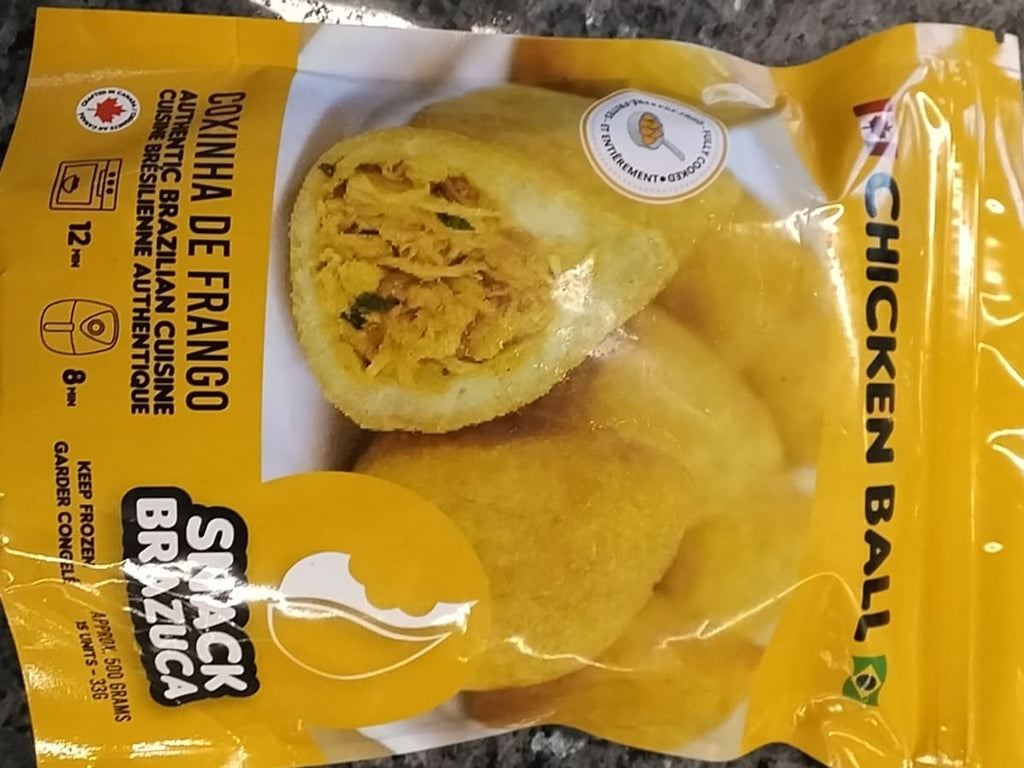 CHICKEN BALL
FULLY COOKED
ET ENTIÈREMENT
COXINHA DE FRANGO
AUTHENTIC BRAZILIAN CUISINE
CUISINE BRÉSILIENNE AUTHENTIQUE
12 MIN
8 MIN
KEEP FROZEN
GARDER CONGELÉ
SNACK
BRAZUCA
APPROX. 500 GRAMS
15 UNITS - 33G